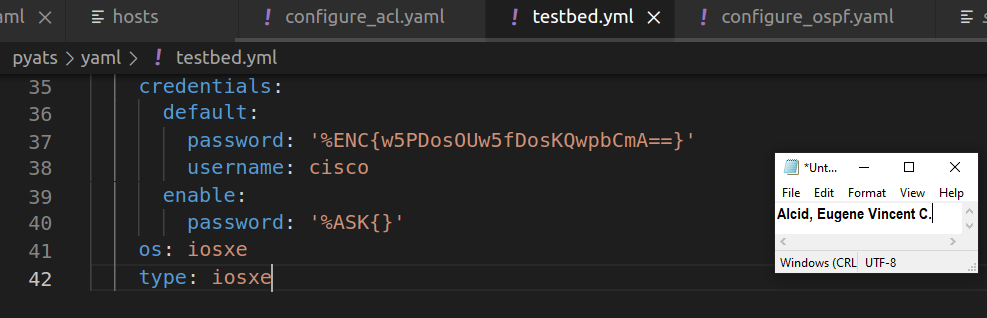 aml × hosts ! configure_acl.yaml ! testbed.yml × ! configure_ospf.yaml
pyats > yaml > ! testbed.yml
35 credentials:
36 default:
37 password: '%ENC{w5PDosOUw5fDosKQwpbCmA==}'
38 username: cisco
39 enable:
40 password: '%ASK{}'
41 os: iosxe
42 type: iosxe
*Unt...
File Edit Format View Help
Alcid, Eugene Vincent C.
Windows (CRL UTF-8